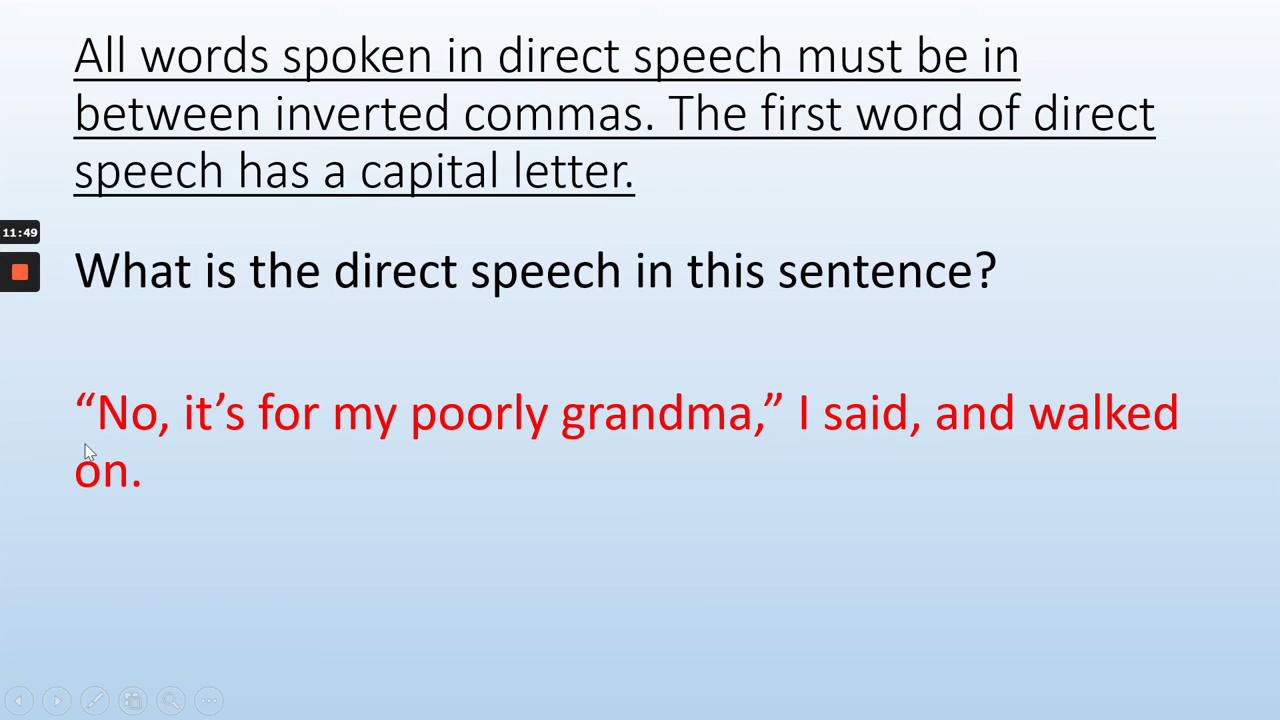 All words spoken in direct speech must be in
between inverted commas. The first word of direct
speech has a capital letter.
11:49
What is the direct speech in this sentence?
“No, it’s for my poorly grandma,” I said, and walked
on.